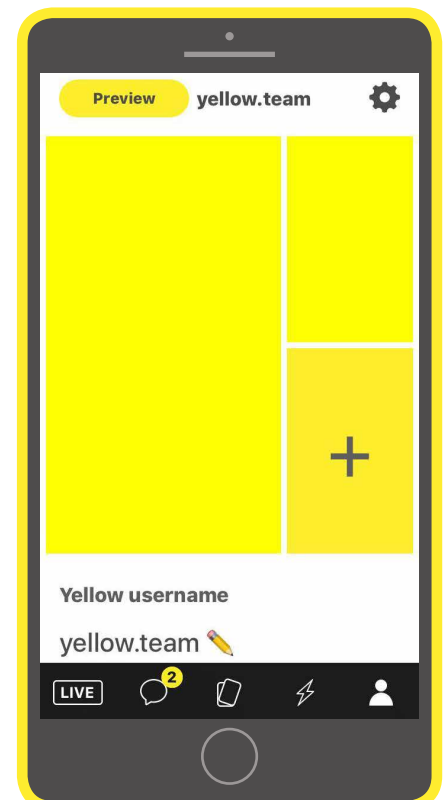 Preview yellow.team
+
Yellow username
yellow.team ✏️
LIVE 2